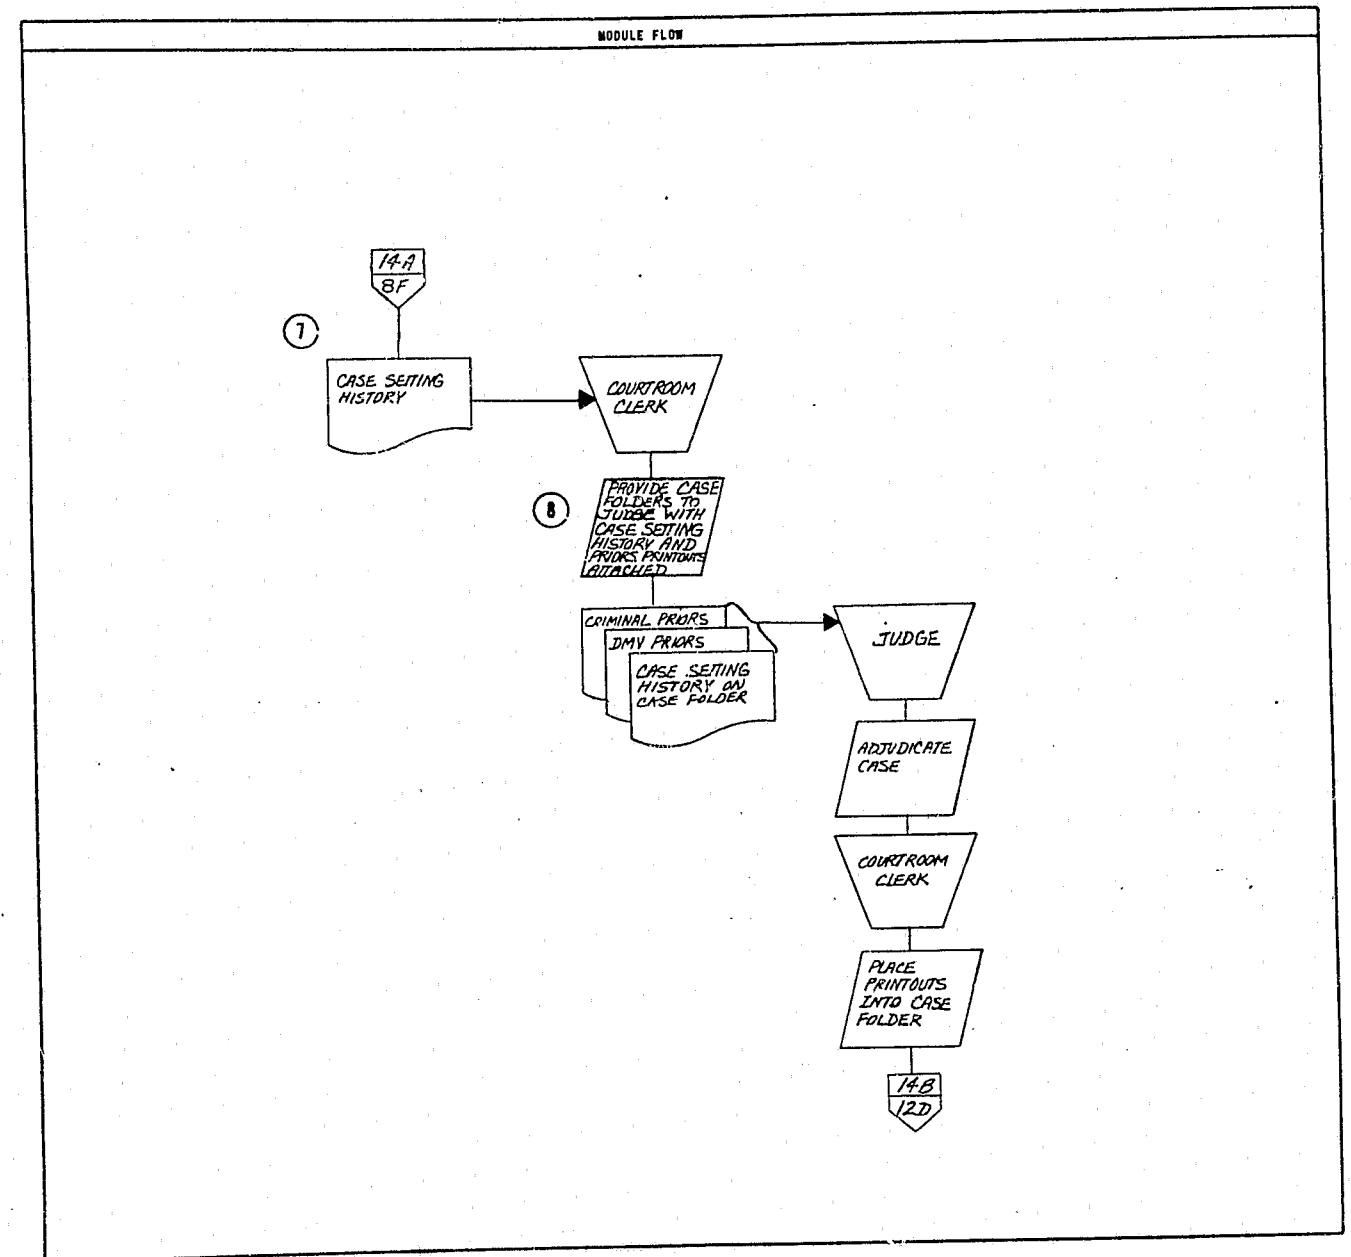 MODULE FLOW
14-A
8F
7
CASE SETTING
HISTORY
COURTROOM
CLERK
8
PROVIDE CASE
FOLDERS TO
JUDGE WITH
CASE SETTING
HISTORY AND
PRIORS PRINTOUTS
ATTACHED
CRIMINAL PRIORS
DMV PRIORS
CASE SETTING
HISTORY ON
CASE FOLDER
JUDGE
ADJUDICATE
CASE
COURTROOM
CLERK
PLACE
PRINTOUTS
INTO CASE
FOLDER
14-B
12D